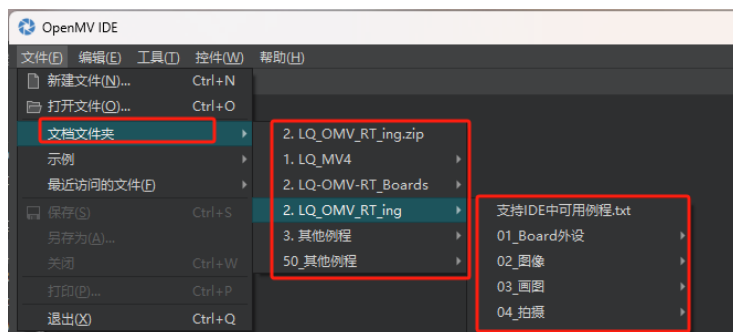 OpenMV IDE
文件(F) 编辑(E) 工具(T) 控件(W) 帮助(H)
新建文件(N)... Ctrl+N
打开文件(O)... Ctrl+O
文档文件夹
示例
最近访问的文件(F)
保存(S) Ctrl+S
另存为(A)...
关闭 Ctrl+W
打印(P)... Ctrl+P
退出(X) Ctrl+Q
2. LQ_OMV_RT_ing.zip
1. LQ_MV4
2. LQ-OMV-RT_Boards
2. LQ_OMV_RT_ing
3. 其他例程
50_其他例程
支持IDE中可用例程.txt
01_Board外设
02_图像
03_画图
04_拍摄